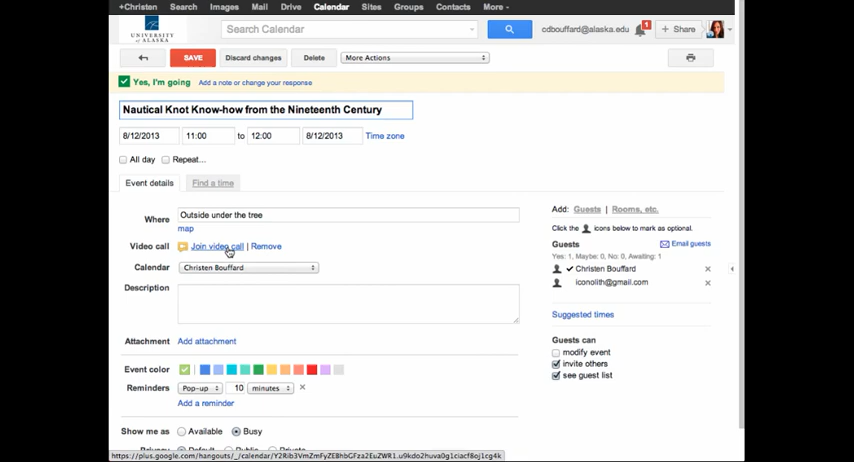 +Christen Search Images Mail Drive Calendar Sites Groups Contacts More
UNIVERSITY of ALASKA Search Calendar cdbouffard@alaska.edu 1 + Share
SAVE Discard changes Delete More Actions
Yes, I'm going Add a note or change your response
Nautical Knot Know-how from the Nineteenth Century
8/12/2013 11:00 to 12:00 8/12/2013 Time zone
All day Repeat...
Event details Find a time
Where Outside under the tree
map
Video call Join video call | Remove
Calendar Christen Bouffard
Description
Attachment Add attachment
Event color
Reminders Pop-up 10 minutes ×
Add a reminder
Show me as Available Busy
Privacy Default Public Private
Add: Guests | Rooms, etc.
Click the icons below to mark as optional.
Guests Email guests
Yes: 1, Maybe: 0, No: 0, Awaiting: 1
Christen Bouffard ×
iconolith@gmail.com ×
Suggested times
Guests can
modify event
invite others
see guest list